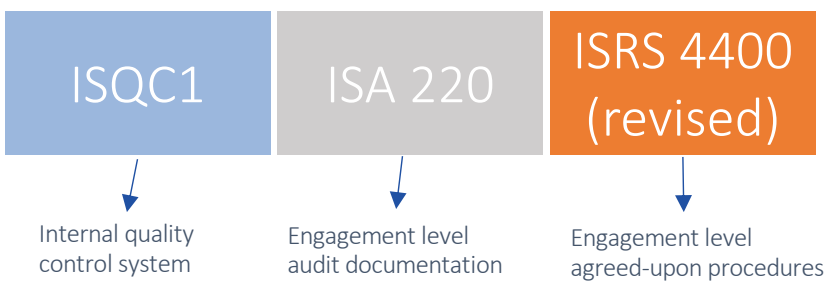 ISQC1
ISA 220
ISRS 4400
(revised)
Internal quality
control system
Engagement level
audit documentation
Engagement level
agreed-upon procedures